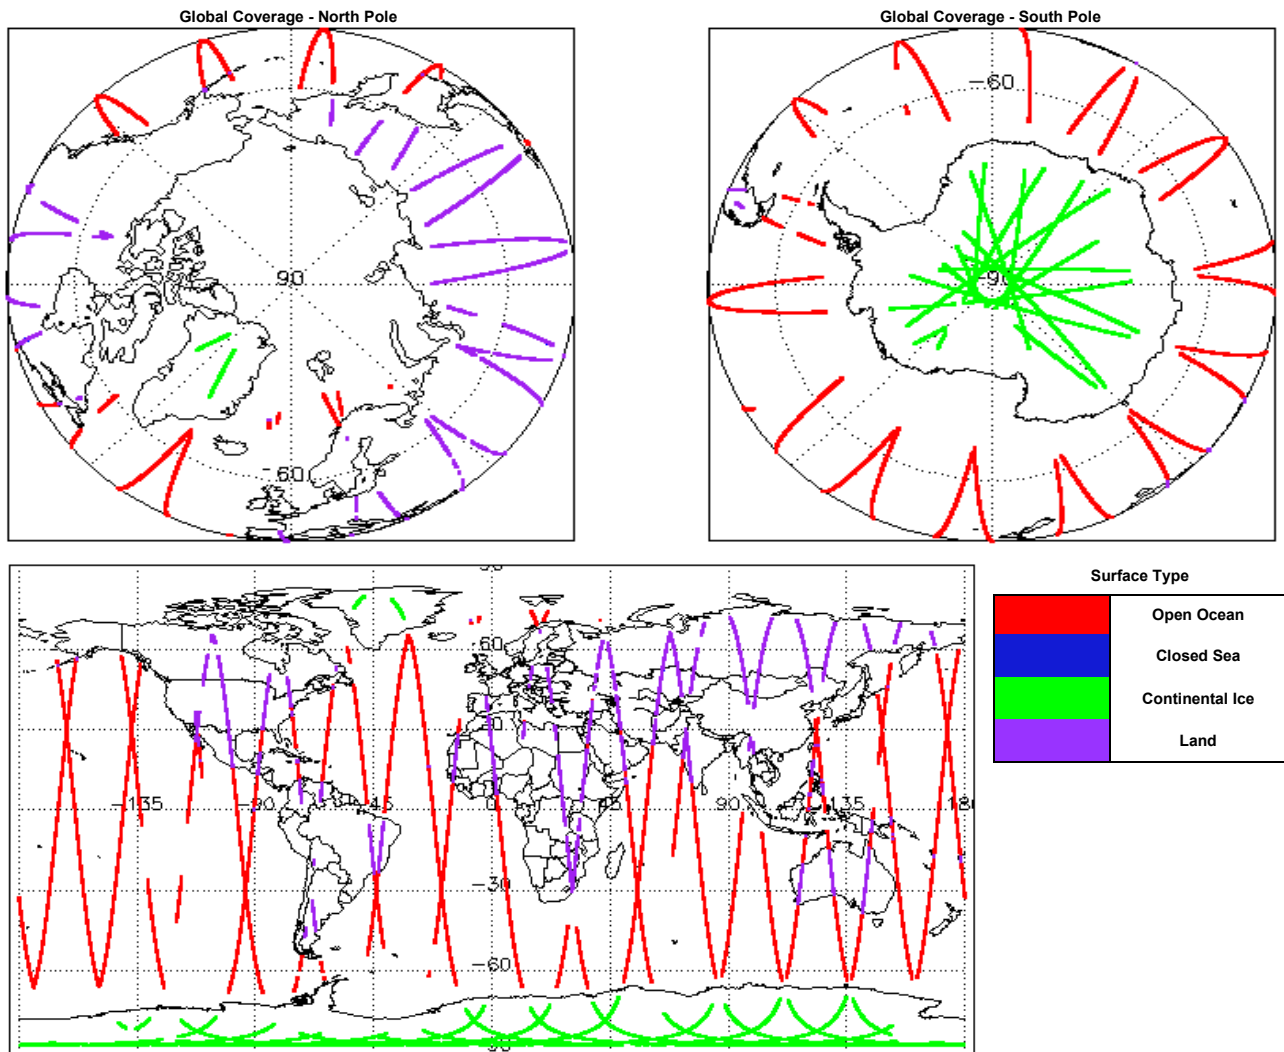 Global Coverage - North Pole
Global Coverage - South Pole
90
-60
-60
-90
-135
-90
-45
0
45
90
135
180
60
-30
-60
Surface Type
Open Ocean
Closed Sea
Continental Ice
Land